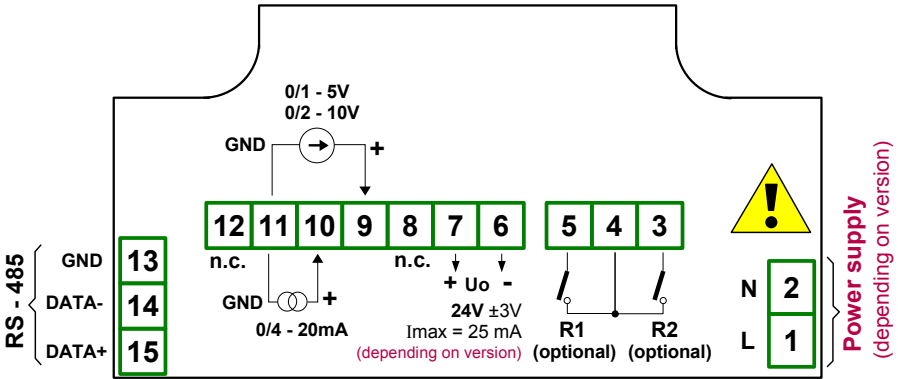 0/1 - 5V
0/2 - 10V
GND
+
12 11 10 9 8 7 6
5 4 3
n.c.
n.c.
GND
+
0/4 - 20mA
+ Uo -
24V ±3V
Imax = 25 mA
(depending on version)
R1
(optional)
R2
(optional)
RS - 485
GND 13
DATA- 14
DATA+ 15
!
N 2
L 1
Power supply
(depending on version)